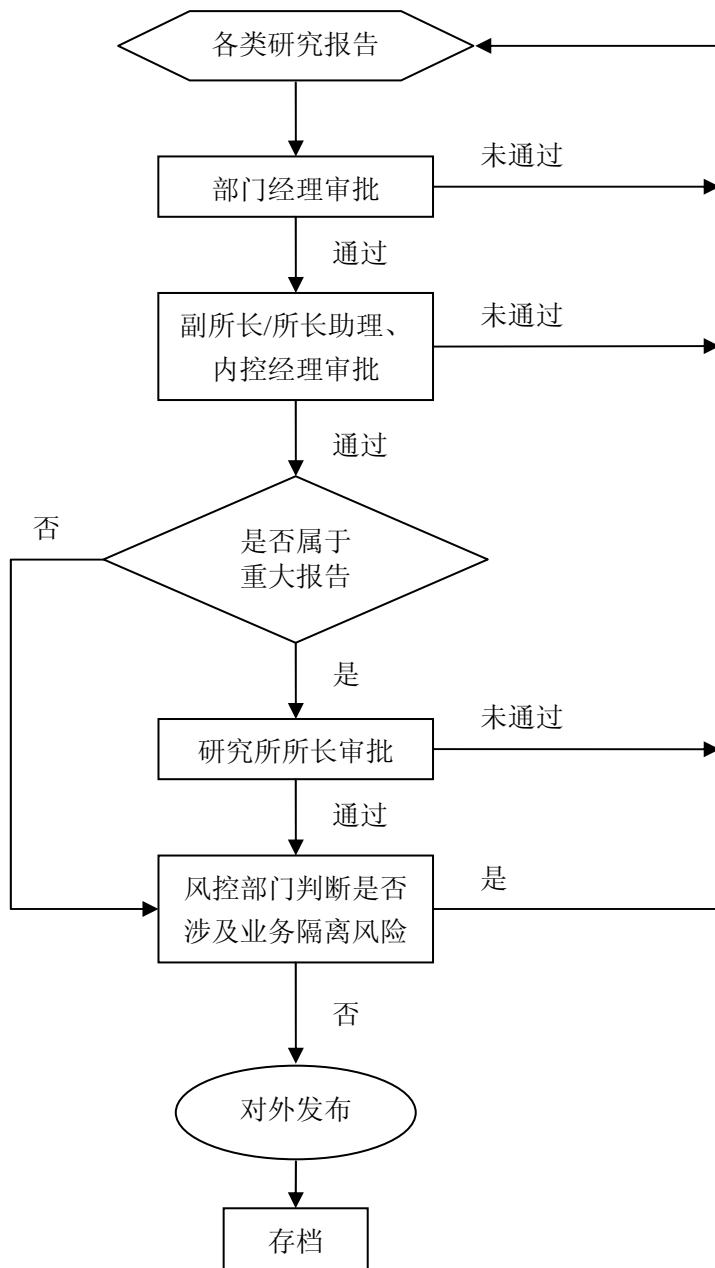 各类研究报告
未通过
部门经理审批
通过
副所长/所长助理、
内控经理审批
未通过
通过
否
是否属于
重大报告
是
未通过
研究所所长审批
通过
风控部门判断是否
涉及业务隔离风险
是
否
对外发布
存档